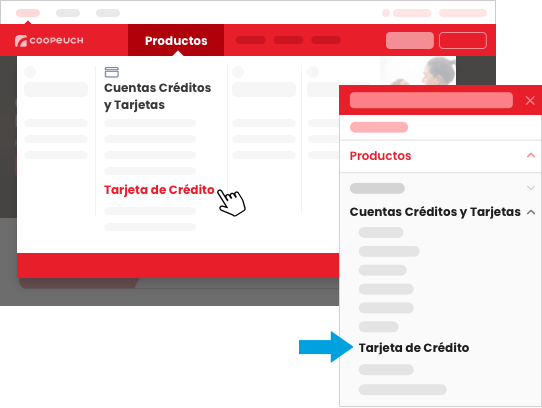 COOPEUCH
Productos
Cuentas Créditos
y Tarjetas
Tarjeta de Crédito
Productos
Cuentas Créditos y Tarjetas
Tarjeta de Crédito